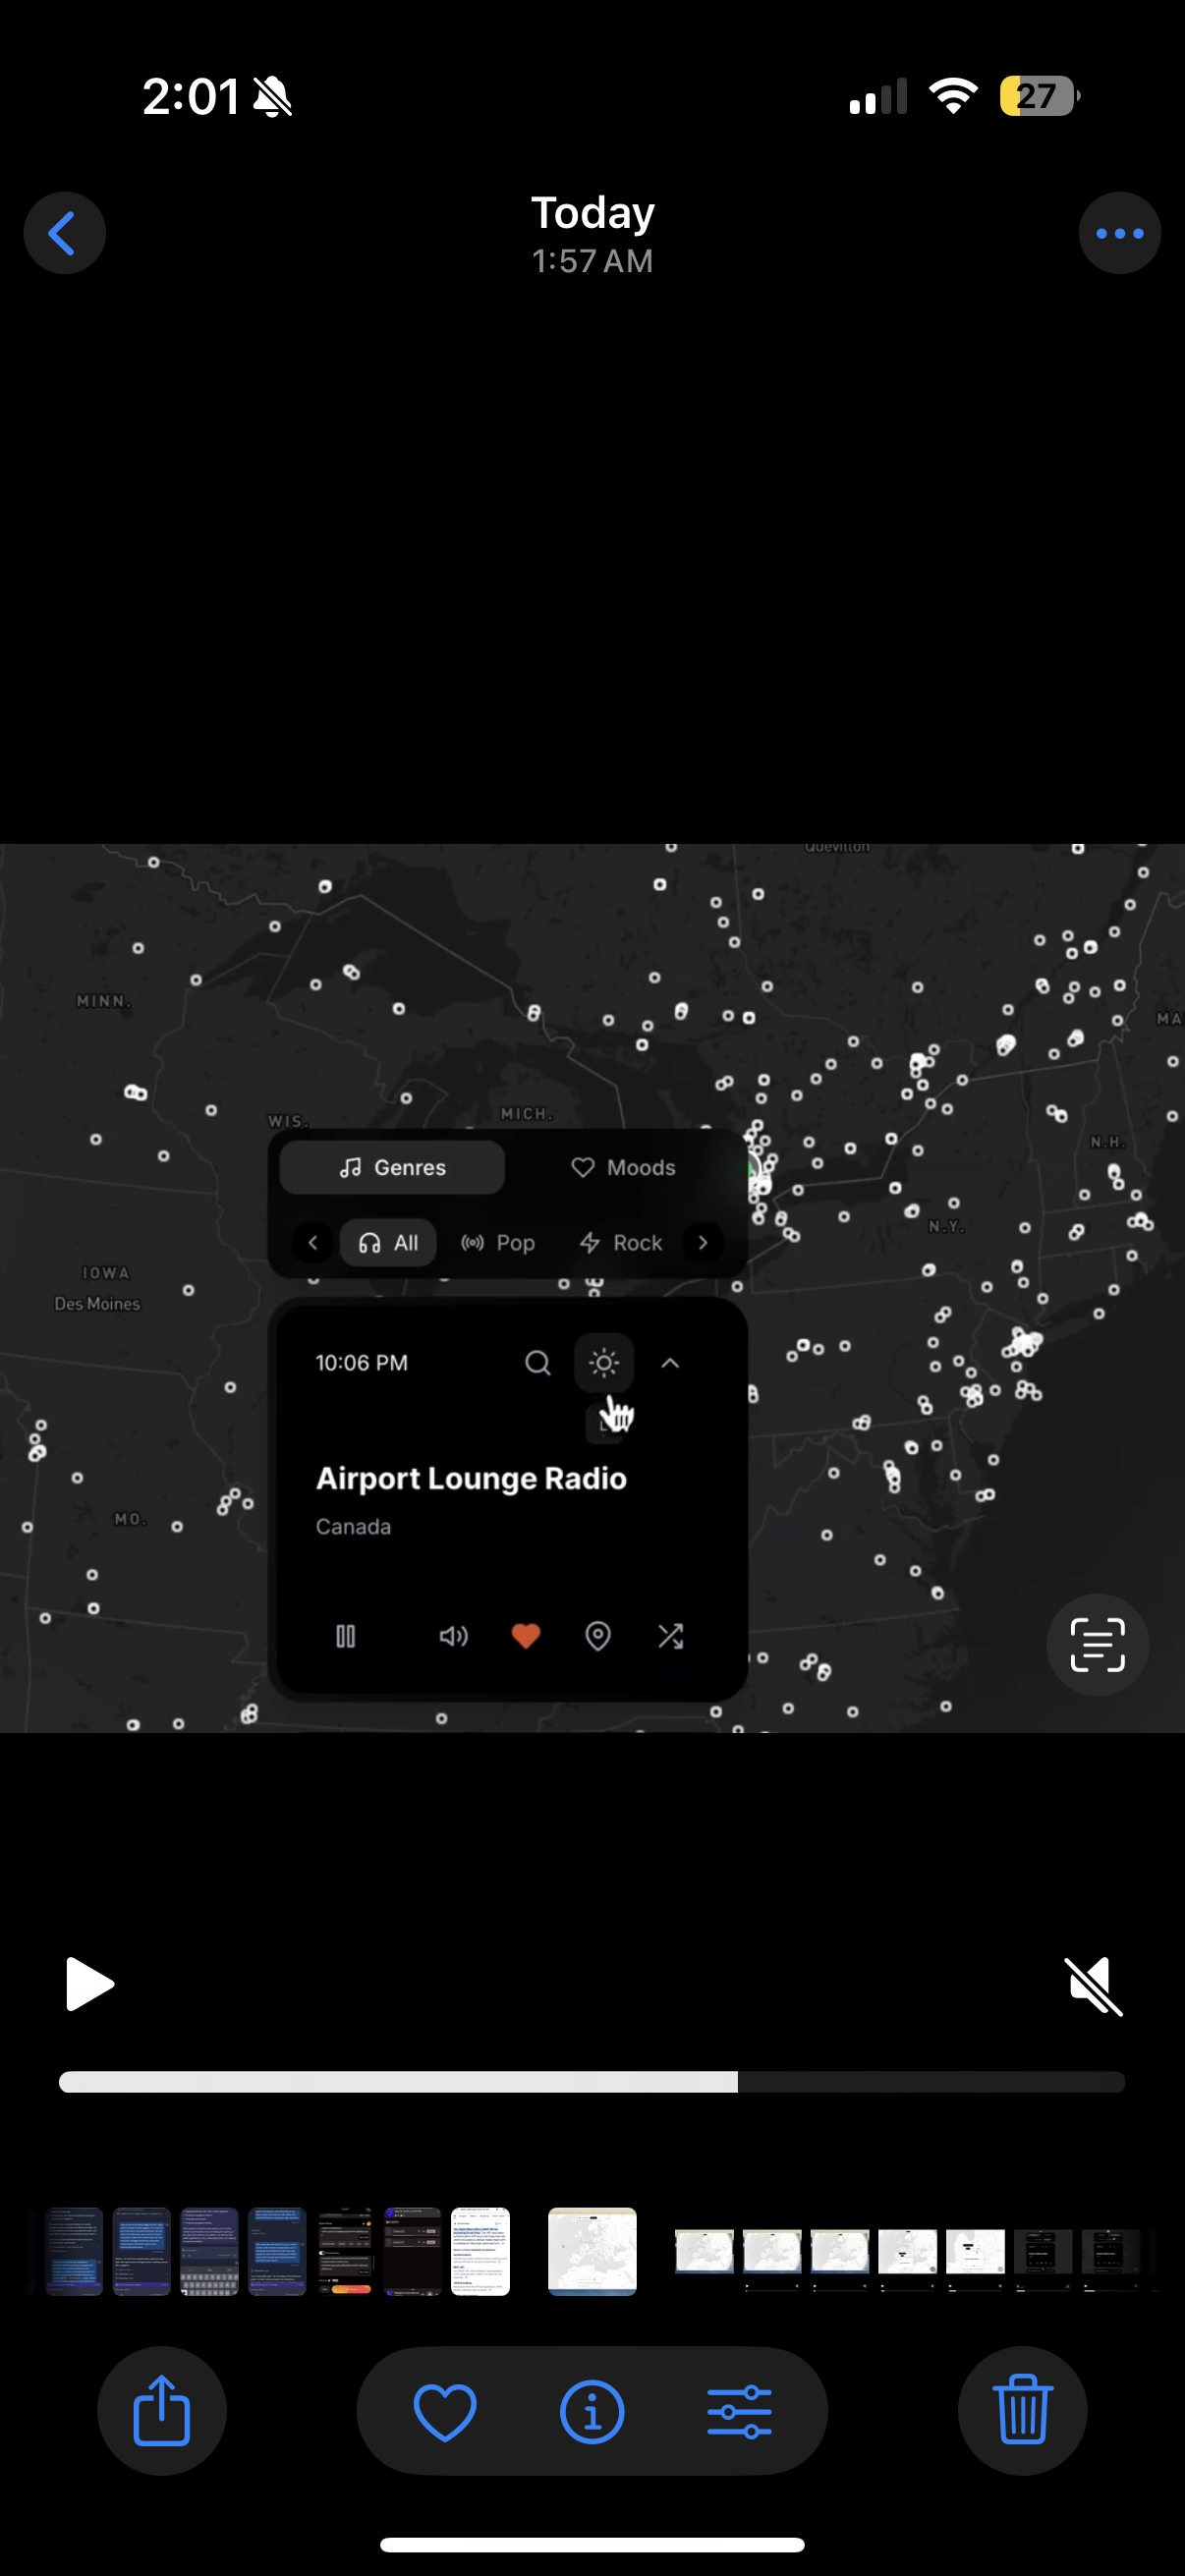 2:01
27
Today
1:57 AM
Quévillon
MINN.
MA
WIS.
MICH.
N.H.
N.Y.
Genres
Moods
All
Pop
Rock
IOWA
Des Moines
10:06 PM
Airport Lounge Radio
Canada
MO.